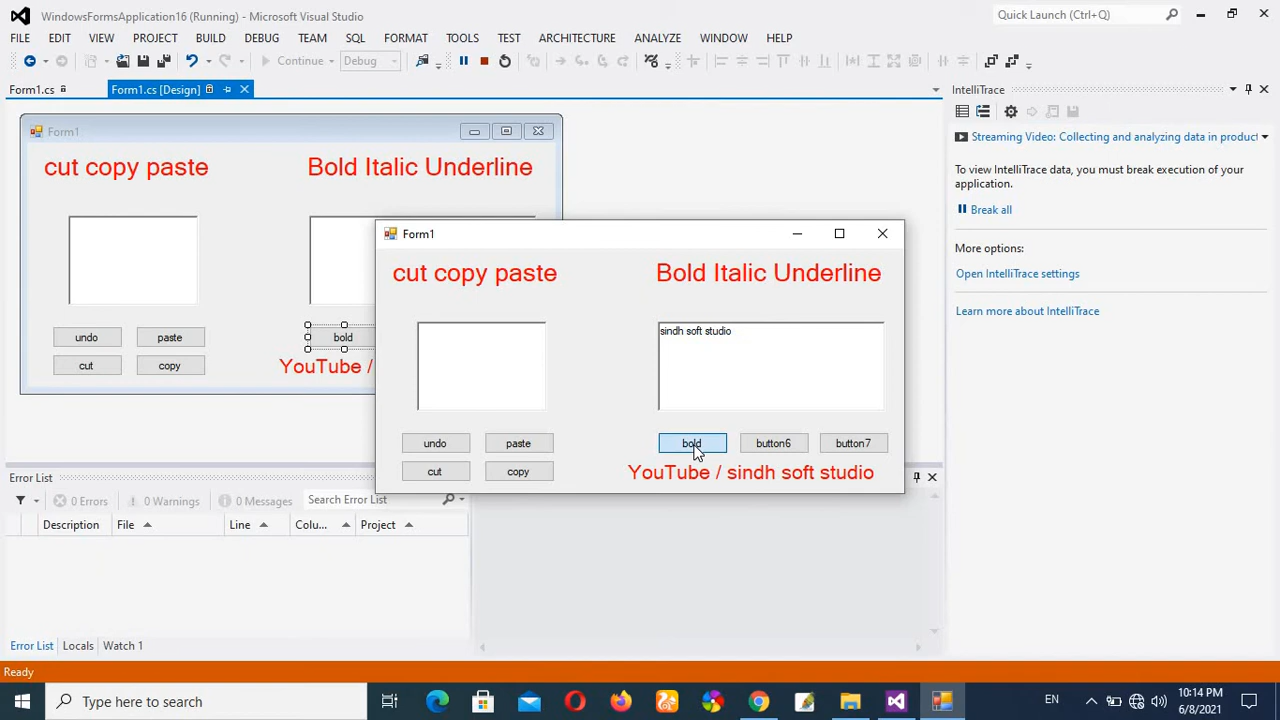 WindowsFormsApplication16 (Running) - Microsoft Visual Studio
Quick Launch (Ctrl+Q)
FILE EDIT VIEW PROJECT BUILD DEBUG TEAM SQL FORMAT TOOLS TEST ARCHITECTURE ANALYZE WINDOW HELP
Continue Debug
Form1.cs Form1.cs [Design]
IntelliTrace
Form1
cut copy paste Bold Italic Underline
undo paste bold
cut copy YouTube /
Form1
cut copy paste Bold Italic Underline
sindh soft studio
undo paste bold button6 button7
cut copy YouTube / sindh soft studio
Streaming Video: Collecting and analyzing data in product
To view IntelliTrace data, you must break execution of your
application.
Break all
More options:
Open IntelliTrace settings
Learn more about IntelliTrace
Error List
0 Errors 0 Warnings 0 Messages Search Error List
Description File Line Colu... Project
Error List Locals Watch 1
Ready
Type here to search
EN
10:14 PM
6/8/2021